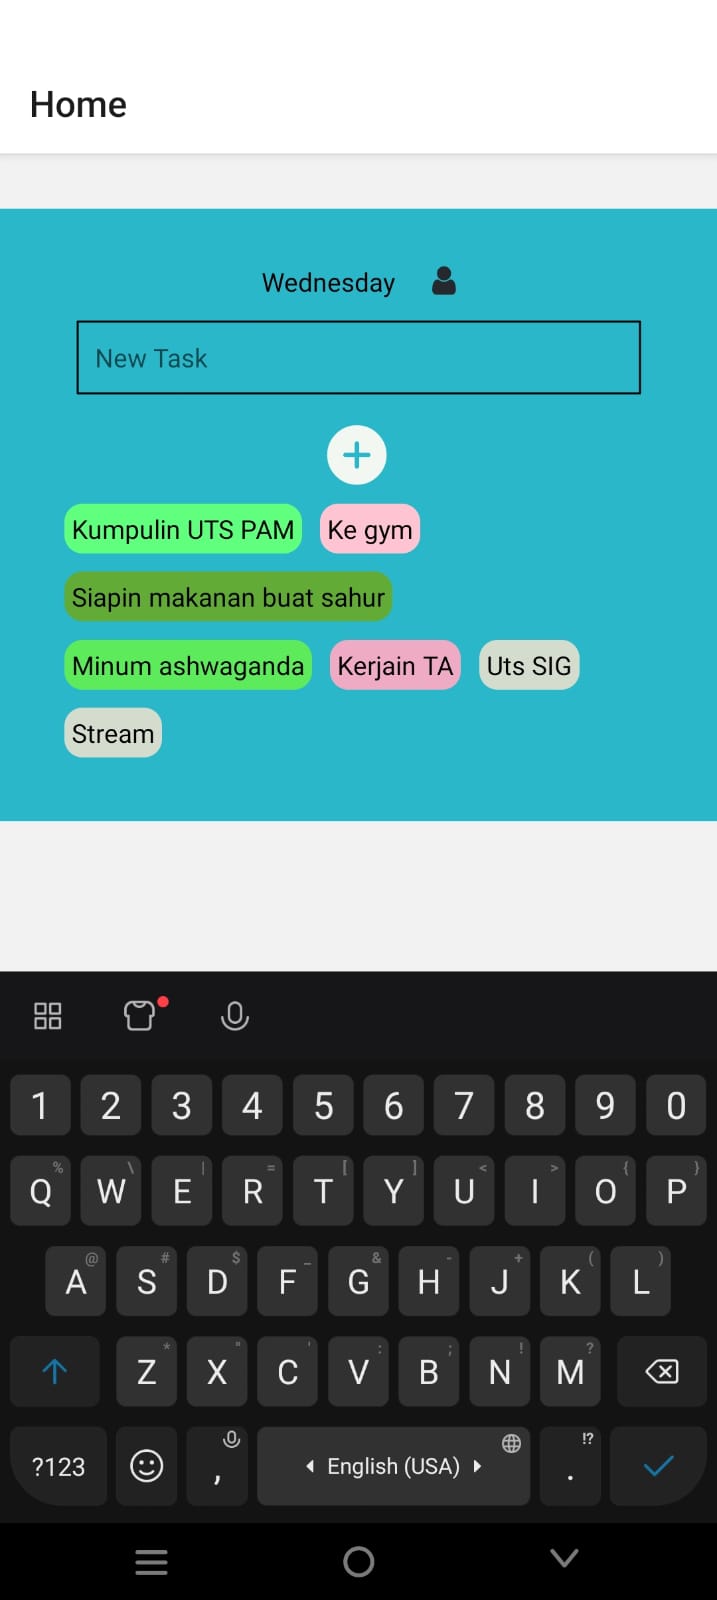 Home
Wednesday
New Task
Kumpulin UTS PAM Ke gym
Siapin makanan buat sahur
Minum ashwaganda Kerjain TA Uts SIG
Stream
1 2 3 4 5 6 7 8 9 0
% \ | = [ ] < > { }
Q W E R T Y U I O P
@ # $ _ & - + ( )
A S D F G H J K L
* " ' : ; ! ?
Z X C V B N M
!?
?123 , English (USA) .